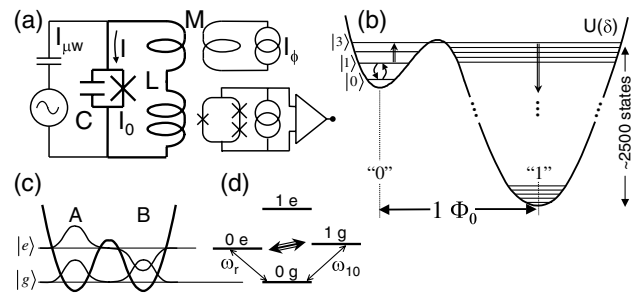 (a)
M
I_μw
I
I_ϕ
L
C
I_0
(b)
U(δ)
|3⟩
|1⟩
|0⟩
~2500 states
“0”
“1”
1 Φ_0
(c)
A
B
|e⟩
|g⟩
(d)
1 e
0 e
1 g
ω_r
0 g
ω_10